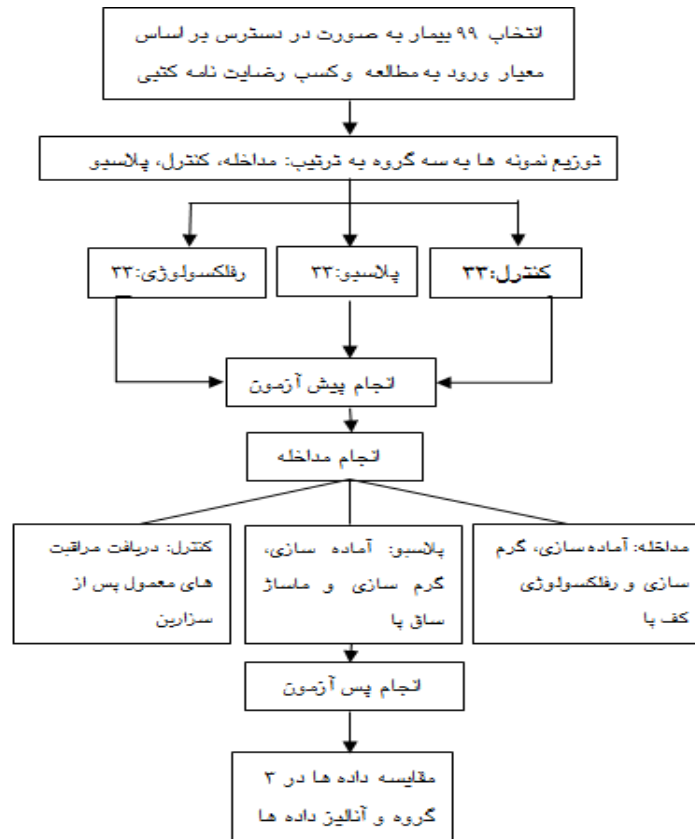 انتخاب ۹۹ بیمار به صورت در دسترس بر اساس
معیار ورود به مطالعه و کسب رضایت نامه کتبی
توزیع نمونه ها به سه گروه به ترتیب: مداخله، کنترل، پلاسبو
کنترل:۳۳
پلاسبو:۳۳
رفلکسولوژی:۳۳
انجام پیش آزمون
انجام مداخله
مداخله: آماده سازی، گرم
سازی و رفلکسولوژی
کف پا
پلاسبو: آماده سازی،
گرم سازی و ماساژ
ساق پا
کنترل: دریافت مراقبت
های معمول پس از
سزارین
انجام پس آزمون
مقایسه داده ها در ۳
گروه و آنالیز داده ها